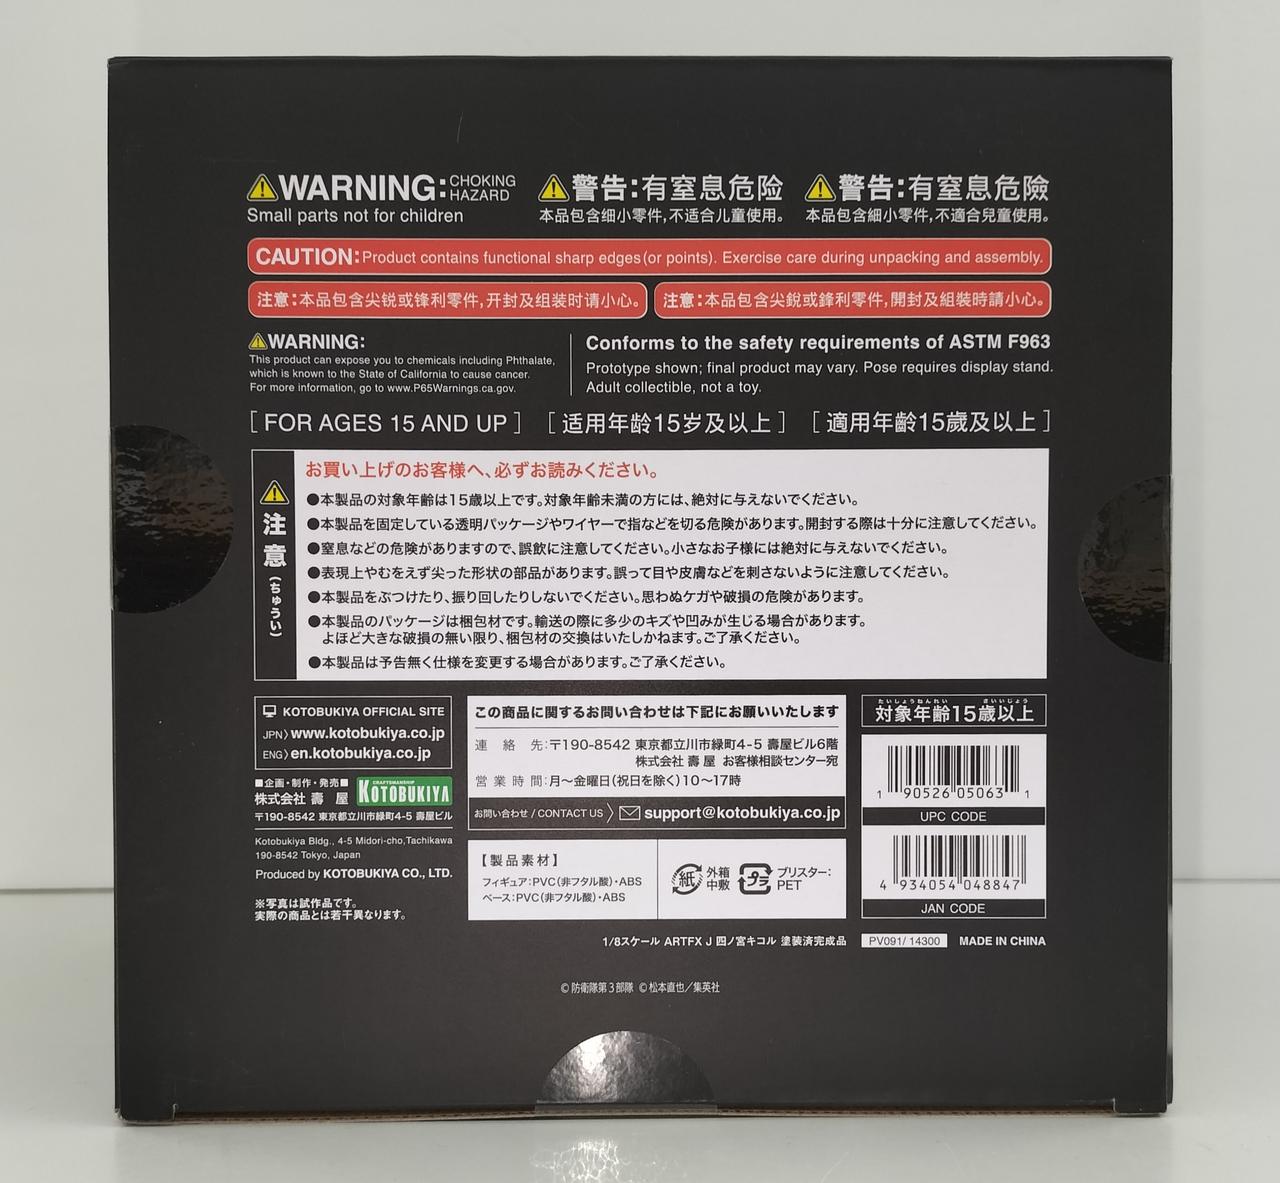 ⚠WARNING: CHOKING HAZARD
Small parts not for children
⚠警告:有窒息危险
本品包含细小零件,不适合儿童使用。
⚠警告:有窒息危險
本品包含細小零件,不適合兒童使用。
CAUTION: Product contains functional sharp edges (or points). Exercise care during unpacking and assembly.
注意:本品包含尖锐或锋利零件,开封及组装时请小心。
注意:本品包含尖銳或鋒利零件,開封及組裝時請小心。
⚠WARNING:
This product can expose you to chemicals including Phthalate,
which is known to the State of California to cause cancer.
For more information, go to www.P65Warnings.ca.gov.
Conforms to the safety requirements of ASTM F963
Prototype shown; final product may vary. Pose requires display stand.
Adult collectible, not a toy.
[ FOR AGES 15 AND UP ] [ 适用年龄15岁及以上 ] [ 適用年齡15歲及以上 ]
⚠注意(ちゅうい)
お買い上げのお客様へ、必ずお読みください。
●本製品の対象年齢は15歳以上です。対象年齢未満の方には、絶対に与えないでください。
●本製品を固定している透明パッケージやワイヤーで指などを切る危険があります。開封する際は十分に注意してください。
●窒息などの危険がありますので、誤飲に注意してください。小さなお子様には絶対に与えないでください。
●表現上やむをえず尖った形状の部品があります。誤って目や皮膚などを刺さないように注意してください。
●本製品をぶつけたり、振り回したりしないでください。思わぬケガや破損の危険があります。
●本製品のパッケージは梱包材です。輸送の際に多少のキズや凹みが生じる場合があります。
よほど大きな破損の無い限り、梱包材の交換はいたしかねます。ご了承ください。
●本製品は予告無く仕様を変更する場合があります。ご了承ください。
KOTOBUKIYA OFFICIAL SITE
JPN〉www.kotobukiya.co.jp
ENG〉en.kotobukiya.co.jp
■企画・制作・発売■
株式会社 壽 屋
CRAFTSMANSHIP
KOTOBUKIYA
〒190-8542 東京都立川市緑町4-5 壽屋ビル
Kotobukiya Bldg., 4-5 Midori-cho,Tachikawa
190-8542 Tokyo, Japan
Produced by KOTOBUKIYA CO., LTD.
※写真は試作品です。
実際の商品とは若干異なります。
この商品に関するお問い合わせは下記にお願いいたします
連絡先:〒190-8542 東京都立川市緑町4-5 壽屋ビル6階
株式会社 壽 屋 お客様相談センター宛
営業時間:月〜金曜日(祝日を除く)10〜17時
お問い合わせ / CONTACT US 〉 support@kotobukiya.co.jp
【製品素材】
フィギュア:PVC(非フタル酸)・ABS
ベース:PVC(非フタル酸)・ABS
紙 外箱
中敷
プラ ブリスター:
PET
たいしょうねんれい さいいじょう
対象年齢15歳以上
1 90526 05063 1
UPC CODE
4 934054 048847
JAN CODE
1/8スケール ARTFX J 四ノ宮キコル 塗装済完成品
PV091/ 14300
MADE IN CHINA
© 防衛隊第3部隊 © 松本直也/集英社